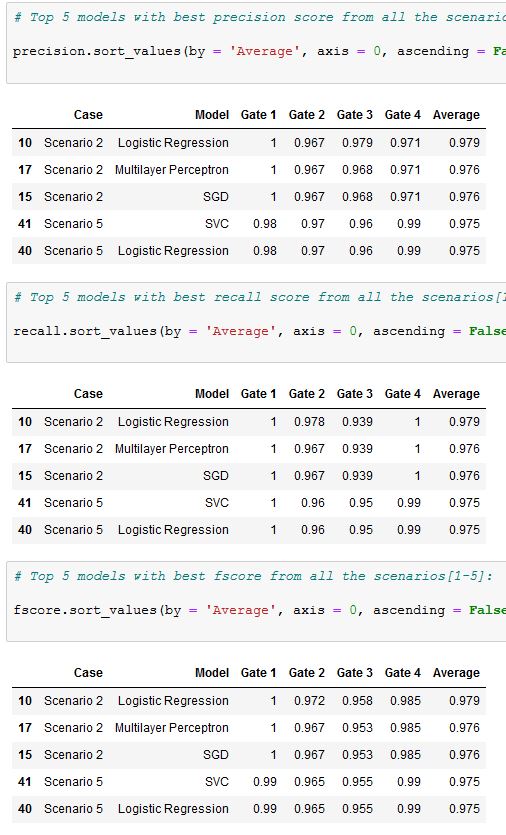 # Top 5 models with best precision score from all the scenario
precision.sort_values(by = 'Average', axis = 0, ascending = Fa
Case Model Gate 1 Gate 2 Gate 3 Gate 4 Average
10 Scenario 2 Logistic Regression 1 0.967 0.979 0.971 0.979
17 Scenario 2 Multilayer Perceptron 1 0.967 0.968 0.971 0.976
15 Scenario 2 SGD 1 0.967 0.968 0.971 0.976
41 Scenario 5 SVC 0.98 0.97 0.96 0.99 0.975
40 Scenario 5 Logistic Regression 0.98 0.97 0.96 0.99 0.975
# Top 5 models with best recall score from all the scenarios[1
recall.sort_values(by = 'Average', axis = 0, ascending = False
Case Model Gate 1 Gate 2 Gate 3 Gate 4 Average
10 Scenario 2 Logistic Regression 1 0.978 0.939 1 0.979
17 Scenario 2 Multilayer Perceptron 1 0.967 0.939 1 0.976
15 Scenario 2 SGD 1 0.967 0.939 1 0.976
41 Scenario 5 SVC 1 0.96 0.95 0.99 0.975
40 Scenario 5 Logistic Regression 1 0.96 0.95 0.99 0.975
# Top 5 models with best fscore from all the scenarios[1-5]:
fscore.sort_values(by = 'Average', axis = 0, ascending = False
Case Model Gate 1 Gate 2 Gate 3 Gate 4 Average
10 Scenario 2 Logistic Regression 1 0.972 0.958 0.985 0.979
17 Scenario 2 Multilayer Perceptron 1 0.967 0.953 0.985 0.976
15 Scenario 2 SGD 1 0.967 0.953 0.985 0.976
41 Scenario 5 SVC 0.99 0.965 0.955 0.99 0.975
40 Scenario 5 Logistic Regression 0.99 0.965 0.955 0.99 0.975